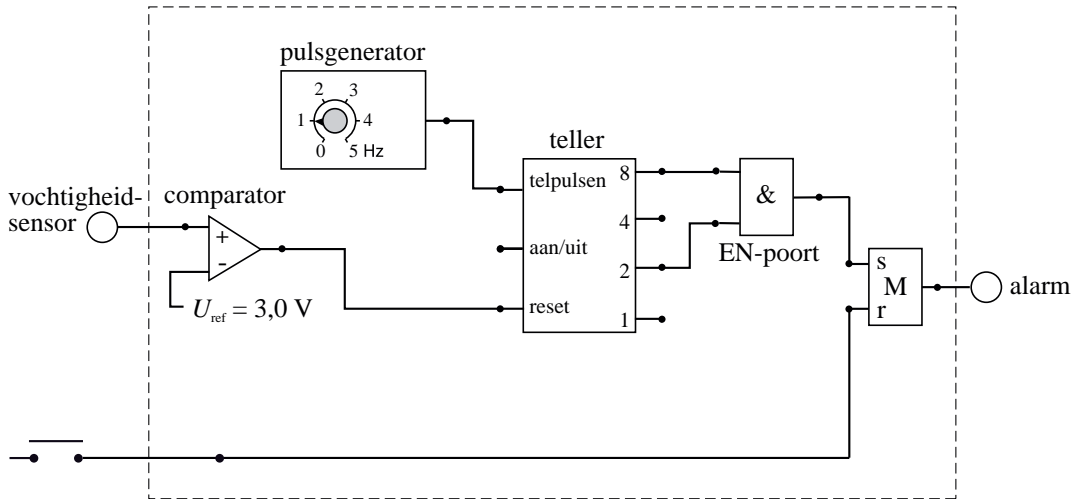 pulsgenerator
2 3
1 4
0 5 Hz
teller
telpulsen 8
4
aan/uit
2
reset
1
&
EN-poort
vochtigheid-
sensor
comparator
+
-
Uref = 3,0 V
s
M
r
alarm